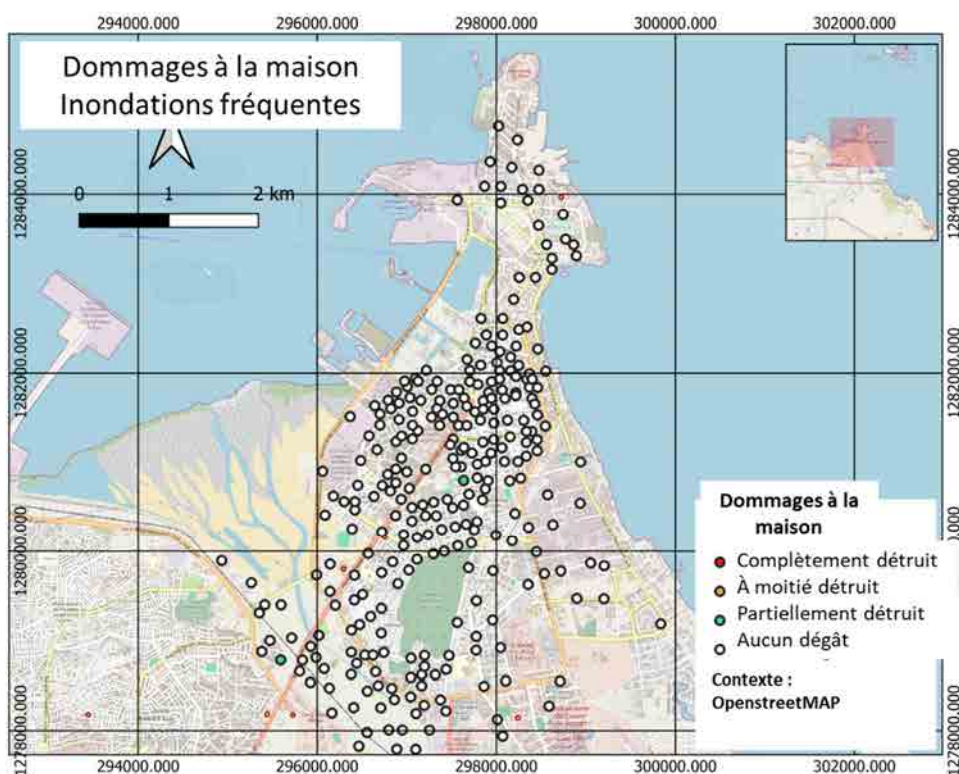 294000.000 296000.000 298000.000 300000.000 302000.000
Dommages à la maison
Inondations fréquentes
0 1 2 km
1284000.000 1284000.000
1282000.000 1282000.000
1280000.000 1280000.000
1278000.000 1278000.000
Dommages à la
maison
Complètement détruit
À moitié détruit
Partiellement détruit
Aucun dégât
Contexte :
OpenstreetMAP
294000.000 296000.000 298000.000 300000.000 302000.000